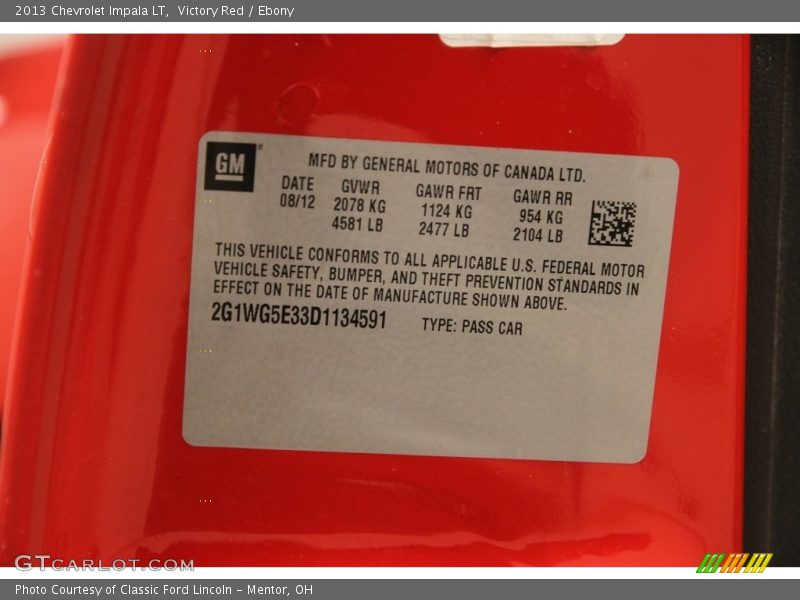 2013 Chevrolet Impala LT, Victory Red / Ebony
GM
MFD BY GENERAL MOTORS OF CANADA LTD.
DATE GVWR GAWR FRT GAWR RR
08/12 2078 KG 1124 KG 954 KG
4581 LB 2477 LB 2104 LB
THIS VEHICLE CONFORMS TO ALL APPLICABLE U.S. FEDERAL MOTOR
VEHICLE SAFETY, BUMPER, AND THEFT PREVENTION STANDARDS IN
EFFECT ON THE DATE OF MANUFACTURE SHOWN ABOVE.
2G1WG5E33D1134591 TYPE: PASS CAR
GTCARLOT.COM
Photo Courtesy of Classic Ford Lincoln - Mentor, OH